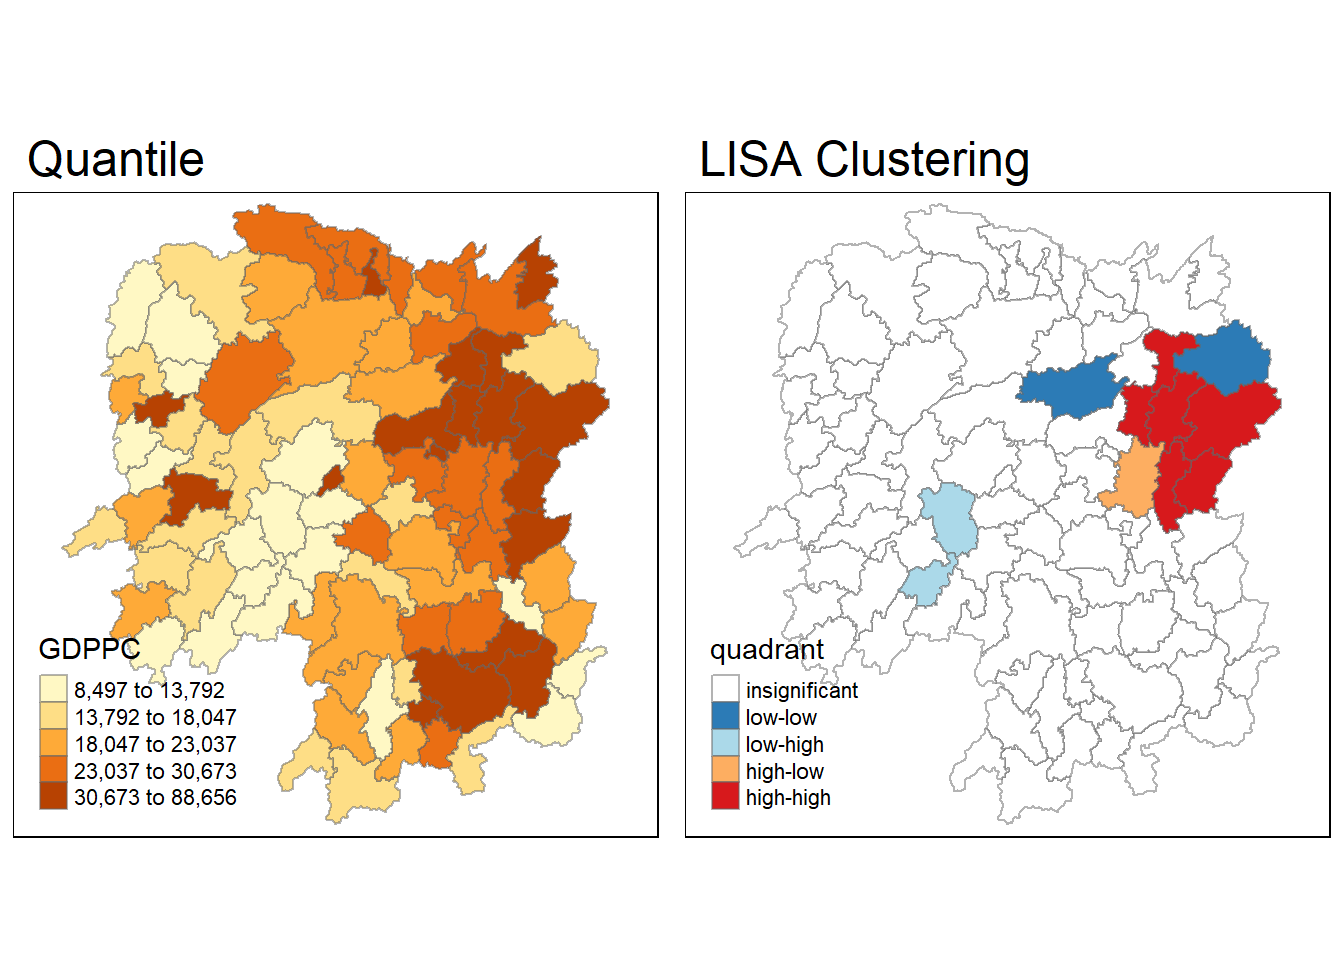 Quantile
GDPPC
8,497 to 13,792
13,792 to 18,047
18,047 to 23,037
23,037 to 30,673
30,673 to 88,656
LISA Clustering
quadrant
insignificant
low-low
low-high
high-low
high-high